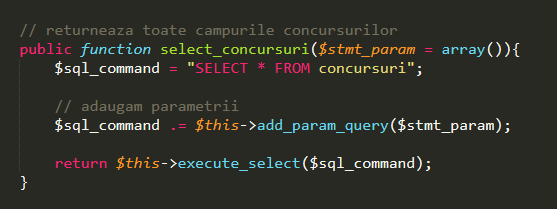 // returneaza toate campurile concursurilor
public function select_concursuri($stmt_param = array()){
$sql_command = "SELECT * FROM concursuri";
// adaugam parametrii
$sql_command .= $this->add_param_query($stmt_param);
return $this->execute_select($sql_command);
}